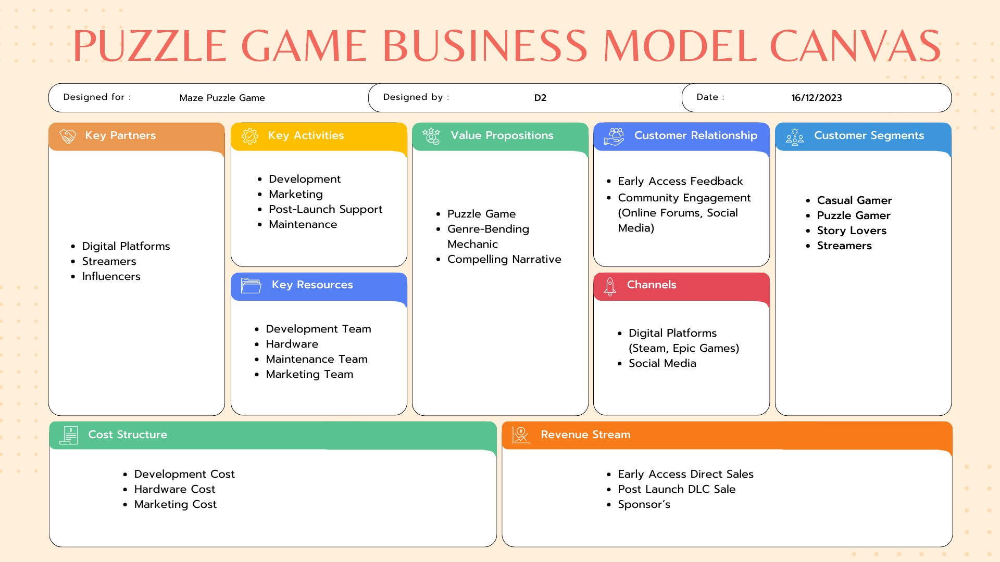 PUZZLE GAME BUSINESS MODEL CANVAS
Designed for : Maze Puzzle Game
Designed by : D2
Date : 16/12/2023
Key Partners
• Digital Platforms
• Streamers
• Influencers
Key Activities
• Development
• Marketing
• Post-Launch Support
• Maintenance
Key Resources
• Development Team
• Hardware
• Maintenance Team
• Marketing Team
Value Propositions
• Puzzle Game
• Genre-Bending
Mechanic
• Compelling Narrative
Customer Relationship
• Early Access Feedback
• Community Engagement
(Online Forums, Social
Media)
Channels
• Digital Platforms
(Steam, Epic Games)
• Social Media
Customer Segments
• Casual Gamer
• Puzzle Gamer
• Story Lovers
• Streamers
Cost Structure
• Development Cost
• Hardware Cost
• Marketing Cost
Revenue Stream
• Early Access Direct Sales
• Post Launch DLC Sale
• Sponsor’s